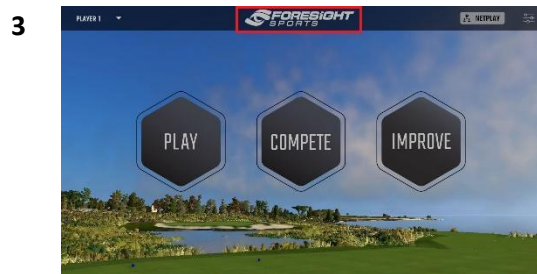 3
PLAYER 1
FORESIGHT
SPORTS
NETPLAY
PLAY
COMPETE
IMPROVE